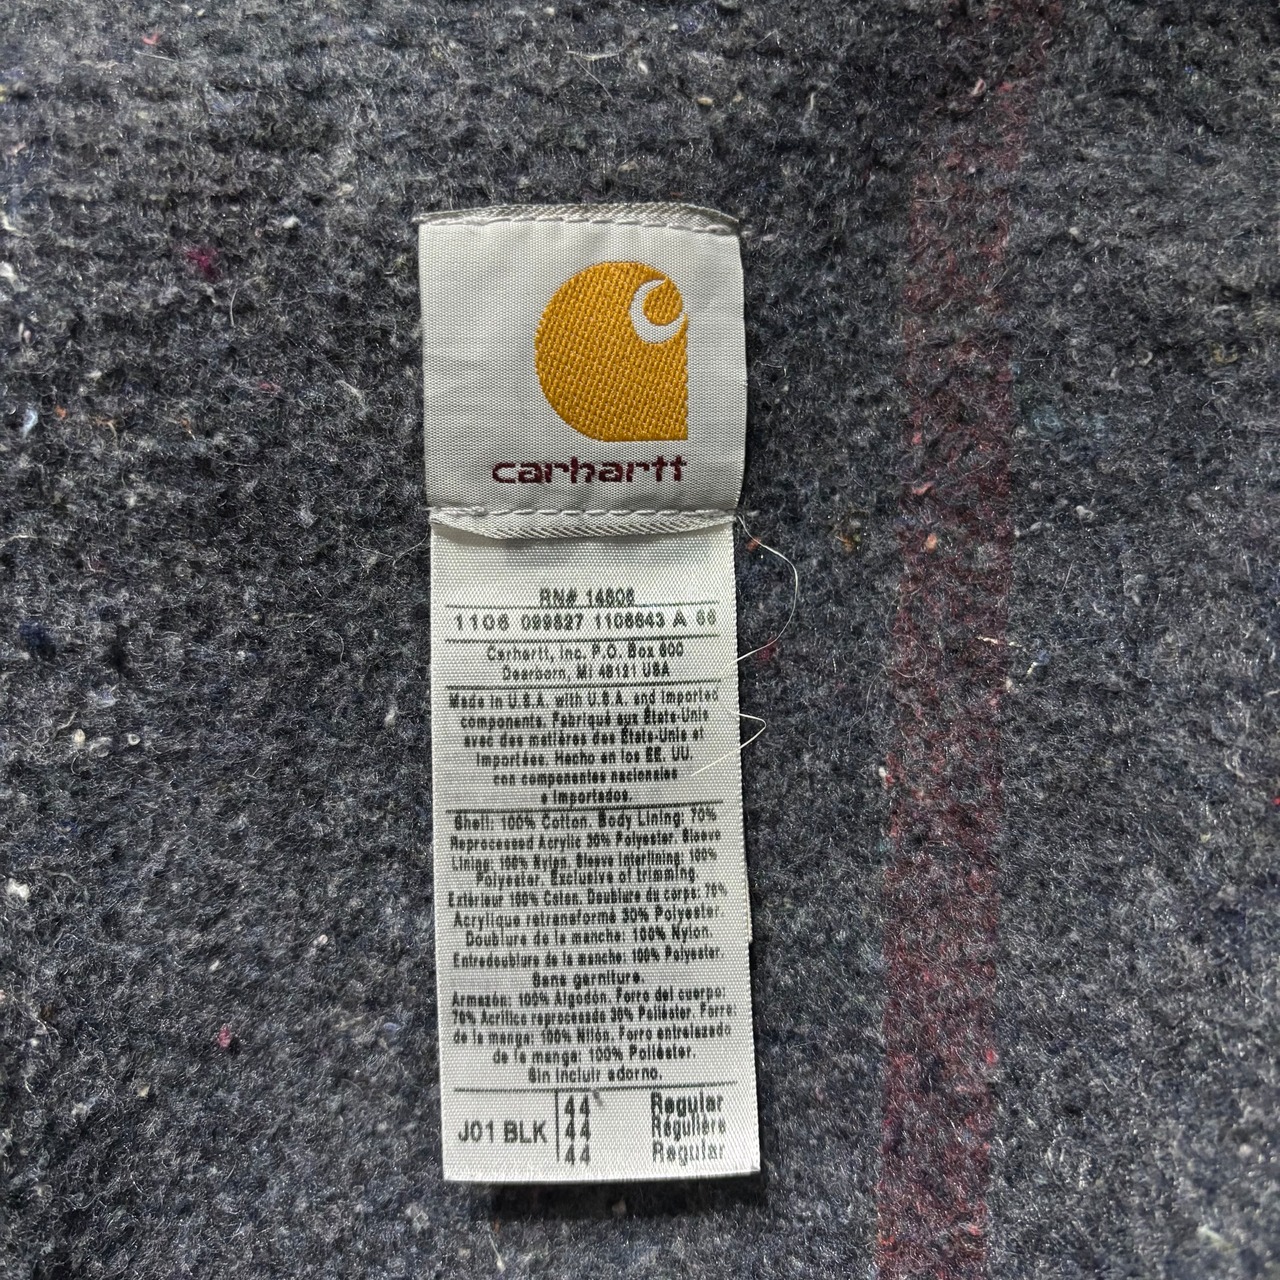 carhartt
RN# 14806
1106 099827 1106643 A 66
Carhartt, Inc. P.O. Box 600
Dearborn, MI 48121 USA
Made in U.S.A. with U.S.A. and Imported
components. Fabriqué aux États-Unis
avec des matières des États-Unis et
Importées. Hecho en los EE. UU.
con componentes nacionales
e Importados.
Shell: 100% Cotton. Body Lining: 70%
Reprocessed Acrylic 30% Polyester. Sleeve
Lining: 100% Nylon. Sleeve Interlining: 100%
Polyester. Exclusive of trimming
Extérieur 100% Coton. Doublure du corps: 70%
Acrylique retransformé 30% Polyester.
Doublure de la manche: 100% Nylon.
Entredoublure de la manche: 100% Polyester.
Sans garniture.
Armazón: 100% Algodón. Forro del cuerpo:
70% Acrílico reprocesado 30% Poliéster. Forro
de la manga: 100% Nilón. Forro entrelazado
de la manga: 100% Poliéster.
Sin incluir adorno.
44 Regular
J01 BLK 44 Régulière
44 Regular